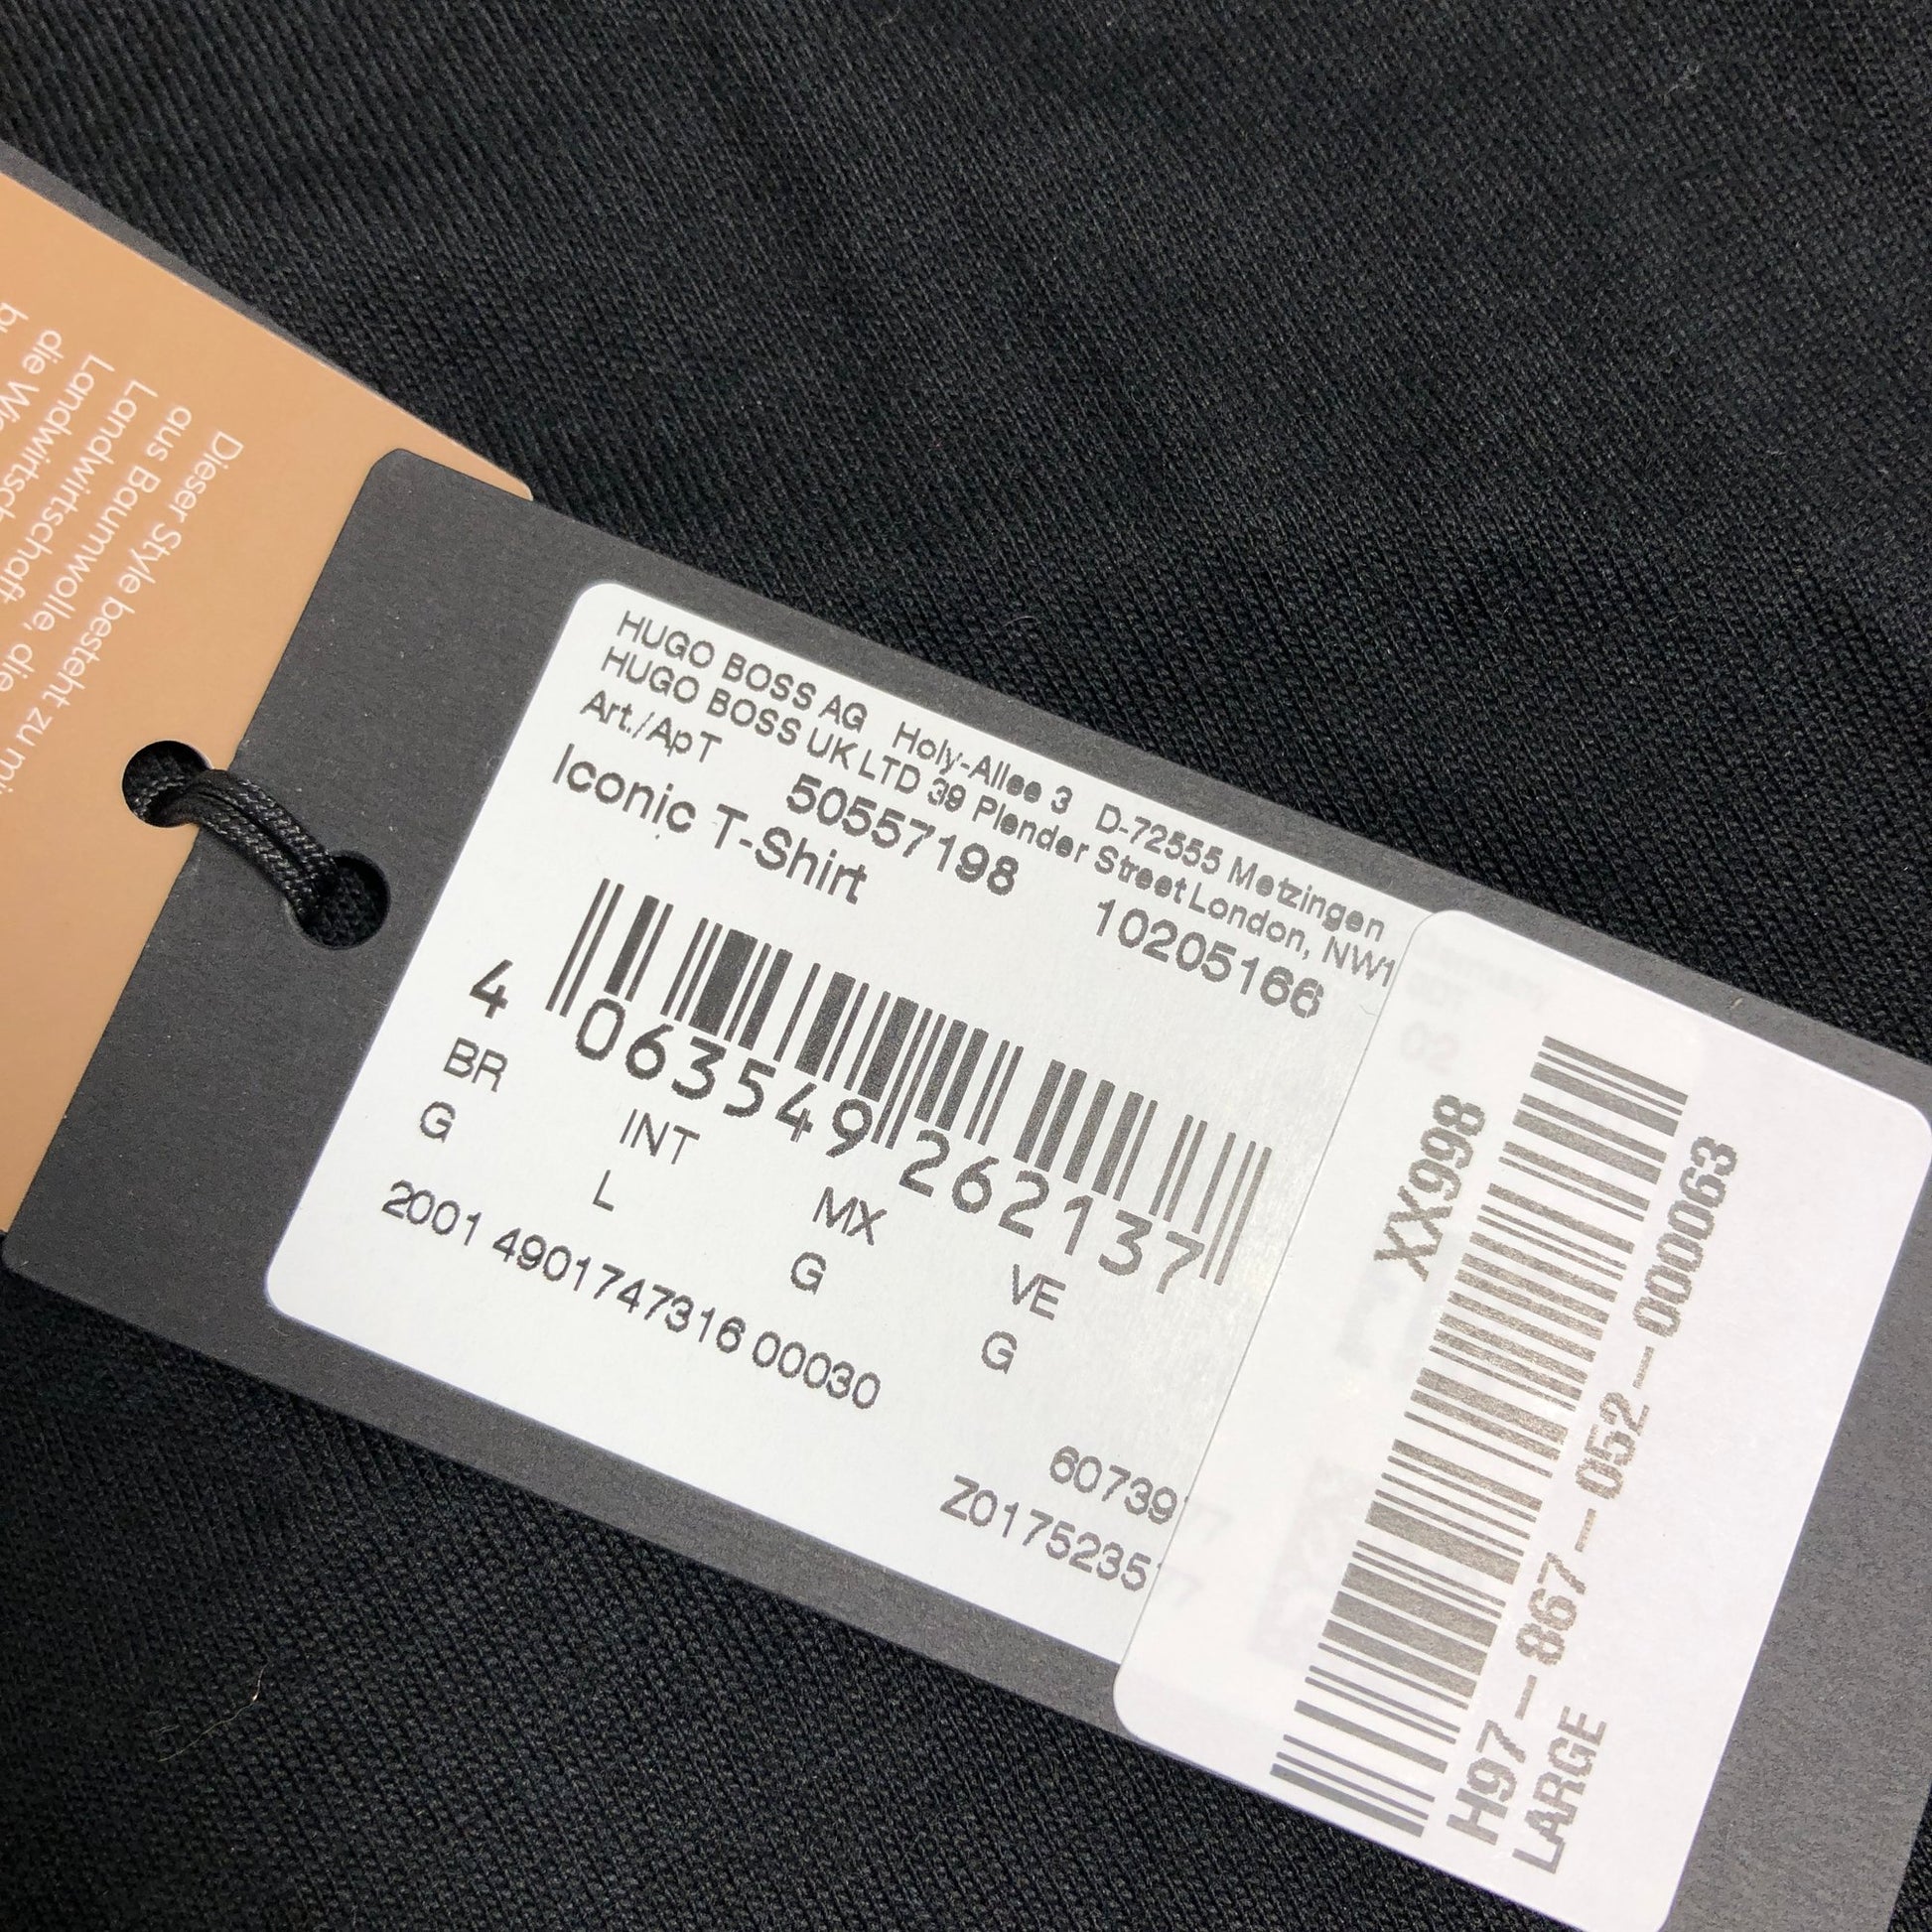 Dieser Style besteht zu
aus Baumwolle, die
Landwirtschaft
die
HUGO BOSS AG Holy-Allee 3 D-72555 Metzingen
HUGO BOSS UK LTD 39 Plender Street London, NW1
Art./Ap T 50557198 10205166
Iconic T-Shirt
4 063549 262137
BR INT MX VE
G L G G
2001 4901747316 00030
60739
Z0175235
XX998
H97-867-052-000063
LARGE